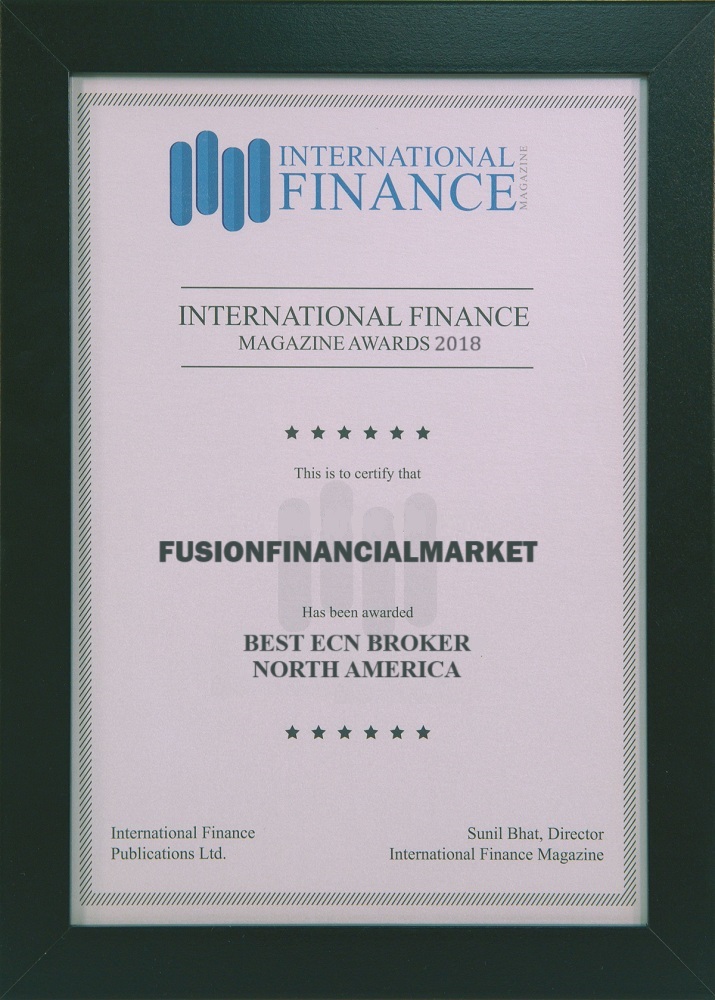 INTERNATIONAL
FINANCE
MAGAZINE
INTERNATIONAL FINANCE
MAGAZINE AWARDS 2018
This is to certify that
FUSIONFINANCIALMARKET
Has been awarded
BEST ECN BROKER
NORTH AMERICA
International Finance
Publications Ltd.
Sunil Bhat, Director
International Finance Magazine